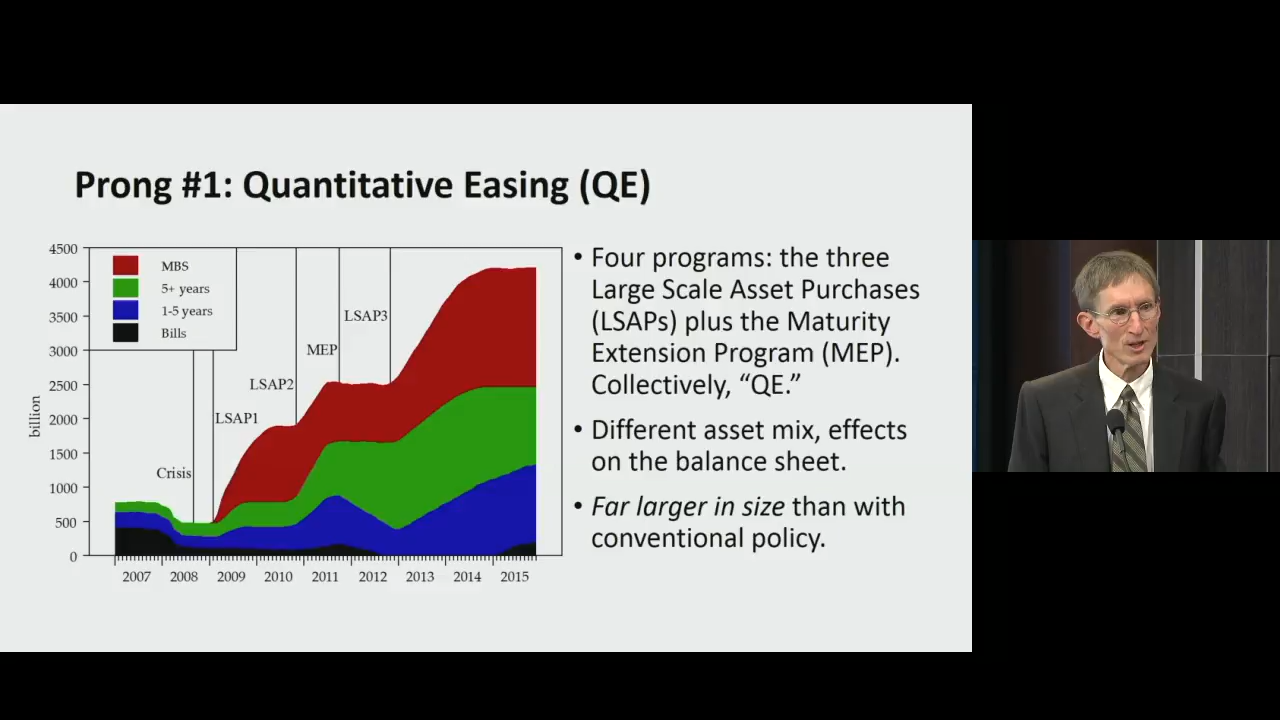 Prong #1: Quantitative Easing (QE)
4500
4000
3500
3000
2500
2000
1500
1000
500
0
billion
MBS
5+ years
1-5 years
Bills
Crisis
LSAP1
LSAP2
MEP
LSAP3
2007 2008 2009 2010 2011 2012 2013 2014 2015
• Four programs: the three
Large Scale Asset Purchases
(LSAPs) plus the Maturity
Extension Program (MEP).
Collectively, “QE.”
• Different asset mix, effects
on the balance sheet.
• Far larger in size than with
conventional policy.